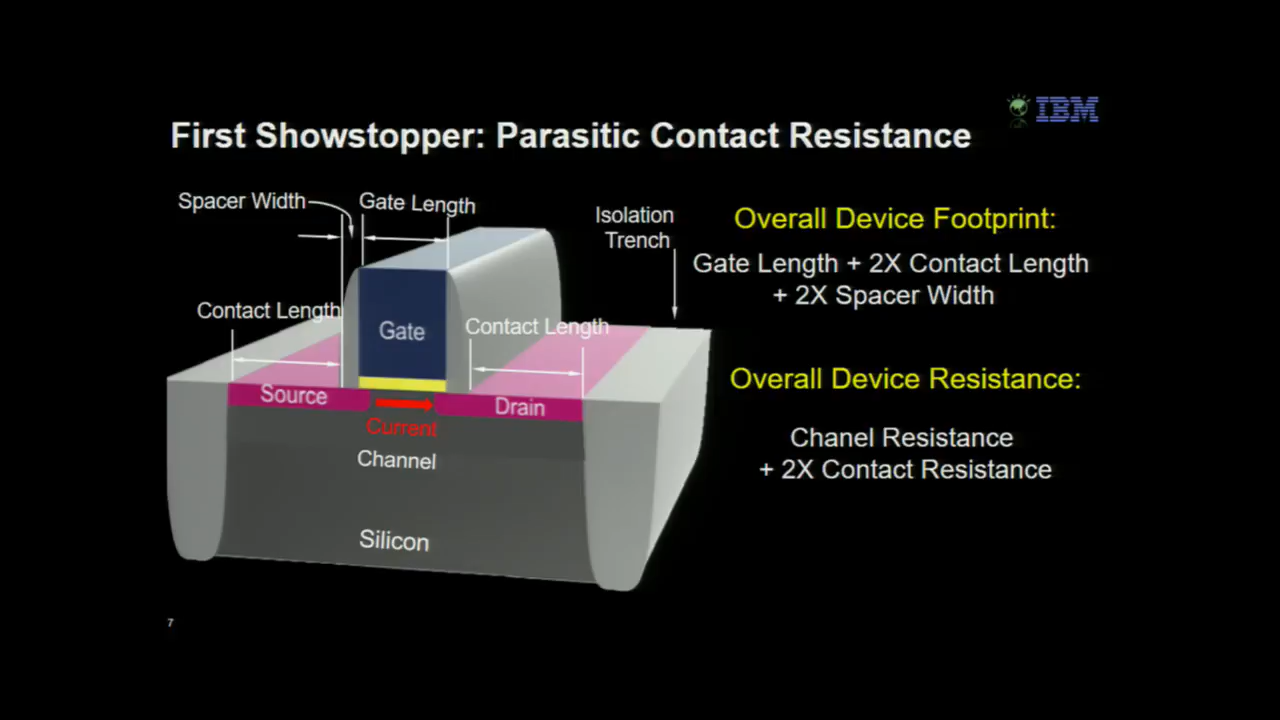 IBM
First Showstopper: Parasitic Contact Resistance
Spacer Width
Gate Length
Isolation
Trench
Contact Length
Gate
Contact Length
Source
Drain
Current
Channel
Silicon
Overall Device Footprint:
Gate Length + 2X Contact Length
+ 2X Spacer Width
Overall Device Resistance:
Chanel Resistance
+ 2X Contact Resistance
7